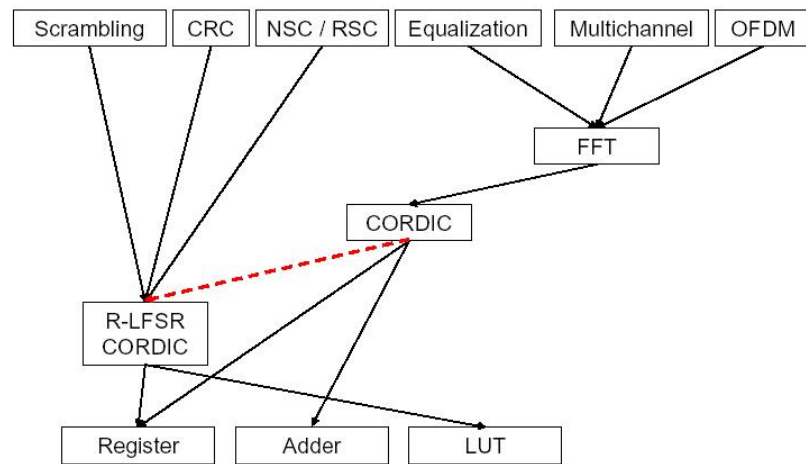 Scrambling
CRC
NSC / RSC
Equalization
Multichannel
OFDM
FFT
CORDIC
R-LFSR
CORDIC
Register
Adder
LUT